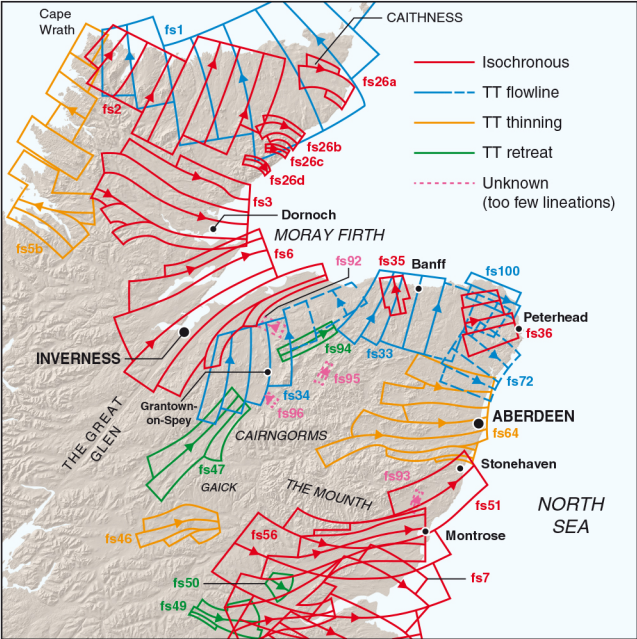 Cape
Wrath
fs1
CAITHNESS
fs2
fs26a
fs26b
fs26c
fs26d
fs3
Dornoch
MORAY FIRTH
fs5b
fs6
fs92
fs35
Banff
fs100
Peterhead
fs36
INVERNESS
fs94
fs33
fs95
fs72
Grantown-
on-Spey
fs34
fs96
THE GREAT
GLEN
CAIRNGORMS
ABERDEEN
fs64
fs47
GAICK
THE MOUNTH
fs93
Stonehaven
fs51
NORTH
SEA
fs46
fs56
Montrose
fs50
fs7
fs49
Isochronous
TT flowline
TT thinning
TT retreat
Unknown
(too few lineations)